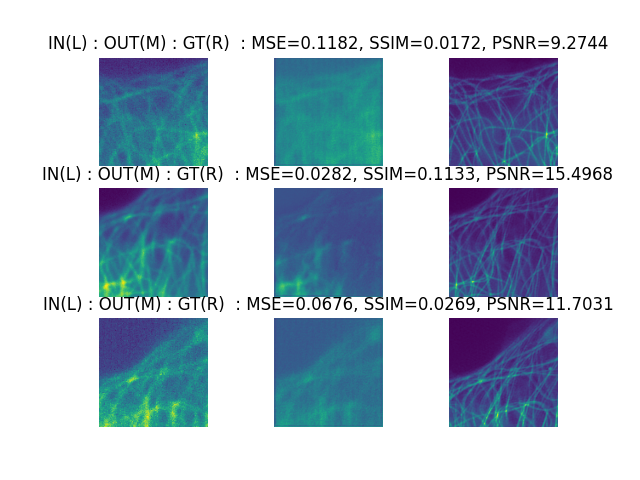 IN(L) : OUT(M) : GT(R)  : MSE=0.1182, SSIM=0.0172, PSNR=9.2744
IN(L) : OUT(M) : GT(R)  : MSE=0.0282, SSIM=0.1133, PSNR=15.4968
IN(L) : OUT(M) : GT(R)  : MSE=0.0676, SSIM=0.0269, PSNR=11.7031